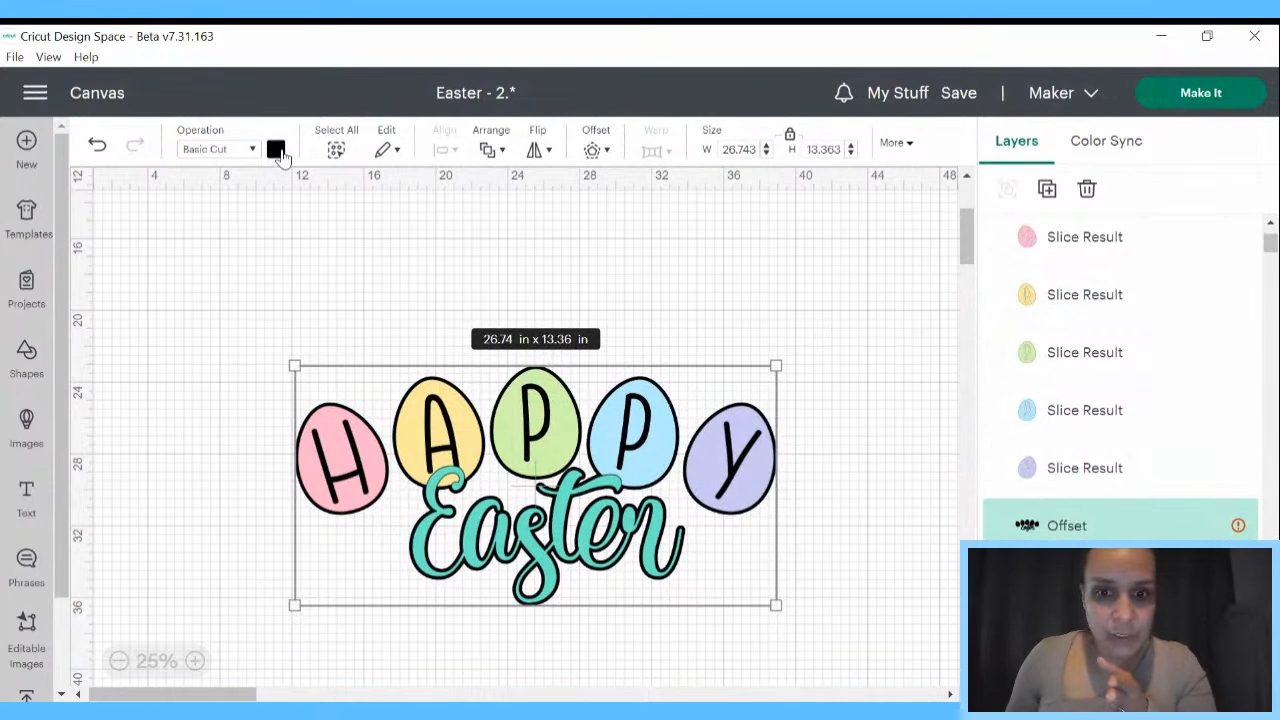 Cricut Design Space - Beta v7.31.163
File View Help
Canvas
Easter - 2.*
My Stuff Save | Maker
Make It
New
Templates
Projects
Shapes
Images
Text
Phrases
Editable
Images
Operation
Basic Cut
Select All
Edit
Align
Arrange
Flip
Offset
Warp
Size
W 26.743
H 13.363
More
12 4 8 12 16 20 24 28 32 36 40 44 48
16
20
24
28
32
36
40
26.74 in x 13.36 in
HAPPY
Easter
25%
Layers
Color Sync
Slice Result
Slice Result
Slice Result
Slice Result
Slice Result
Offset